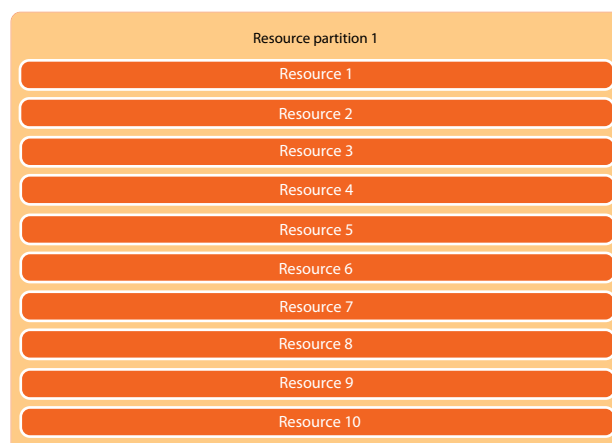 Resource partition 1
Resource 1
Resource 2
Resource 3
Resource 4
Resource 5
Resource 6
Resource 7
Resource 8
Resource 9
Resource 10